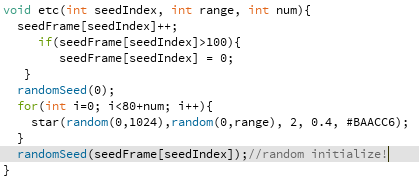 void etc(int seedIndex, int range, int num){
  seedFrame[seedIndex]++;
     if(seedFrame[seedIndex]>100){
        seedFrame[seedIndex] = 0;
   }
  randomSeed(0);
  for(int i=0; i<80+num; i++){
    star(random(0,1024),random(0,range), 2, 0.4, #BAACC6);
  }
  randomSeed(seedFrame[seedIndex]);//random initialize!
}